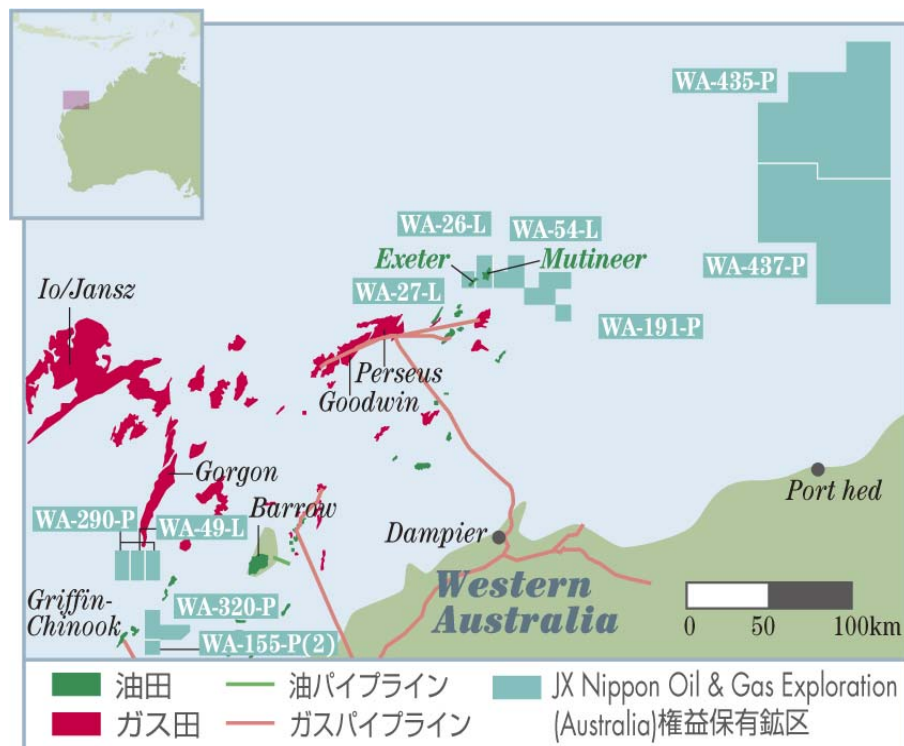 WA-435-P
WA-26-L
WA-54-L
Exeter
Mutineer
WA-437-P
Io/Jansz
WA-27-L
WA-191-P
Perseus
Goodwin
Gorgon
Port hed
WA-290-P
WA-49-L
Barrow
Dampier
Western
Australia
Griffin-
Chinook
WA-320-P
WA-155-P(2)
0 50 100km
油田
油パイプライン
JX Nippon Oil & Gas Exploration
ガス田
ガスパイプライン
(Australia)権益保有鉱区